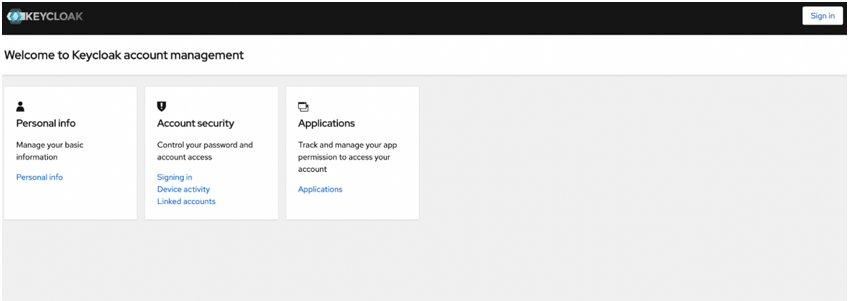 KEYCLOAK
Sign in
Welcome to Keycloak account management
Personal info
Manage your basic
information
Personal info
Account security
Control your password and
account access
Signing in
Device activity
Linked accounts
Applications
Track and manage your app
permission to access your
account
Applications